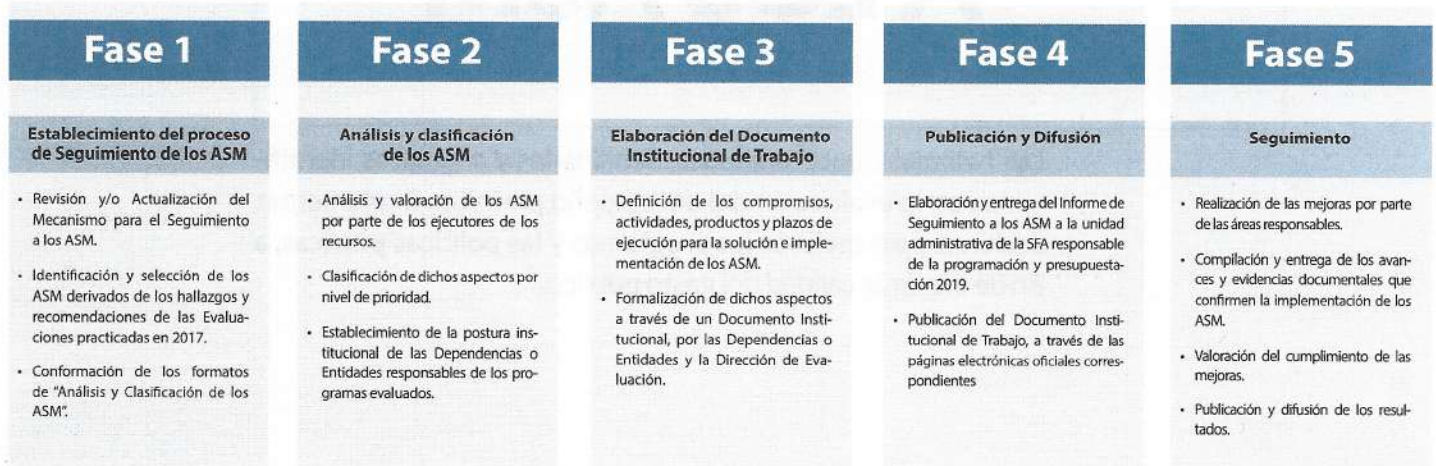 Fase 1
Establecimiento del proceso
de Seguimiento de los ASM
• Revisión y/o Actualización del
Mecanismo para el Seguimiento
a los ASM.
• Identificación y selección de los
ASM derivados de los hallazgos y
recomendaciones de las Evalua-
ciones practicadas en 2017.
• Conformación de los formatos
de "Análisis y Clasificación de los
ASM".
Fase 2
Análisis y clasificación
de los ASM
• Análisis y valoración de los ASM
por parte de los ejecutores de los
recursos.
• Clasificación de dichos aspectos por
nivel de prioridad.
• Establecimiento de la postura ins-
titucional de las Dependencias o
Entidades responsables de los pro-
gramas evaluados.
Fase 3
Elaboración del Documento
Institucional de Trabajo
• Definición de los compromisos,
actividades, productos y plazos de
ejecución para la solución e imple-
mentación de los ASM.
• Formalización de dichos aspectos
a través de un Documento Insti-
tucional, por las Dependencias o
Entidades y la Dirección de Eva-
luación.
Fase 4
Publicación y Difusión
• Elaboración y entrega del Informe de
Seguimiento a los ASM a la unidad
administrativa de la SFA responsable
de la programación y presupuesta-
ción 2019.
• Publicación del Documento Insti-
tucional de Trabajo, a través de las
páginas electrónicas oficiales corres-
pondientes
Fase 5
Seguimiento
• Realización de las mejoras por parte
de las áreas responsables.
• Compilación y entrega de los avan-
ces y evidencias documentales que
confirmen la implementación de los
ASM.
• Valoración del cumplimiento de las
mejoras.
• Publicación y difusión de los resul-
tados.